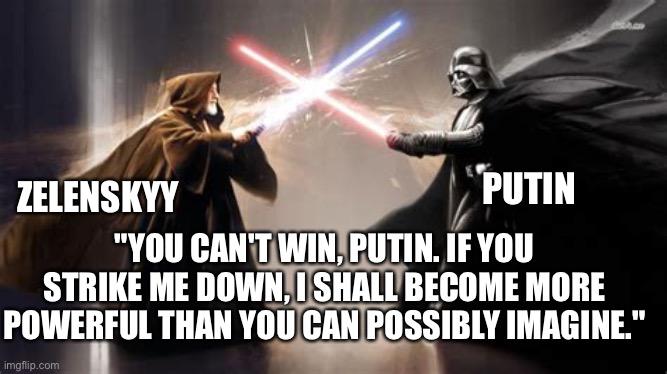 ZELENSKYY
PUTIN
"YOU CAN'T WIN, PUTIN. IF YOU
STRIKE ME DOWN, I SHALL BECOME MORE
POWERFUL THAN YOU CAN POSSIBLY IMAGINE."
imgflip.com